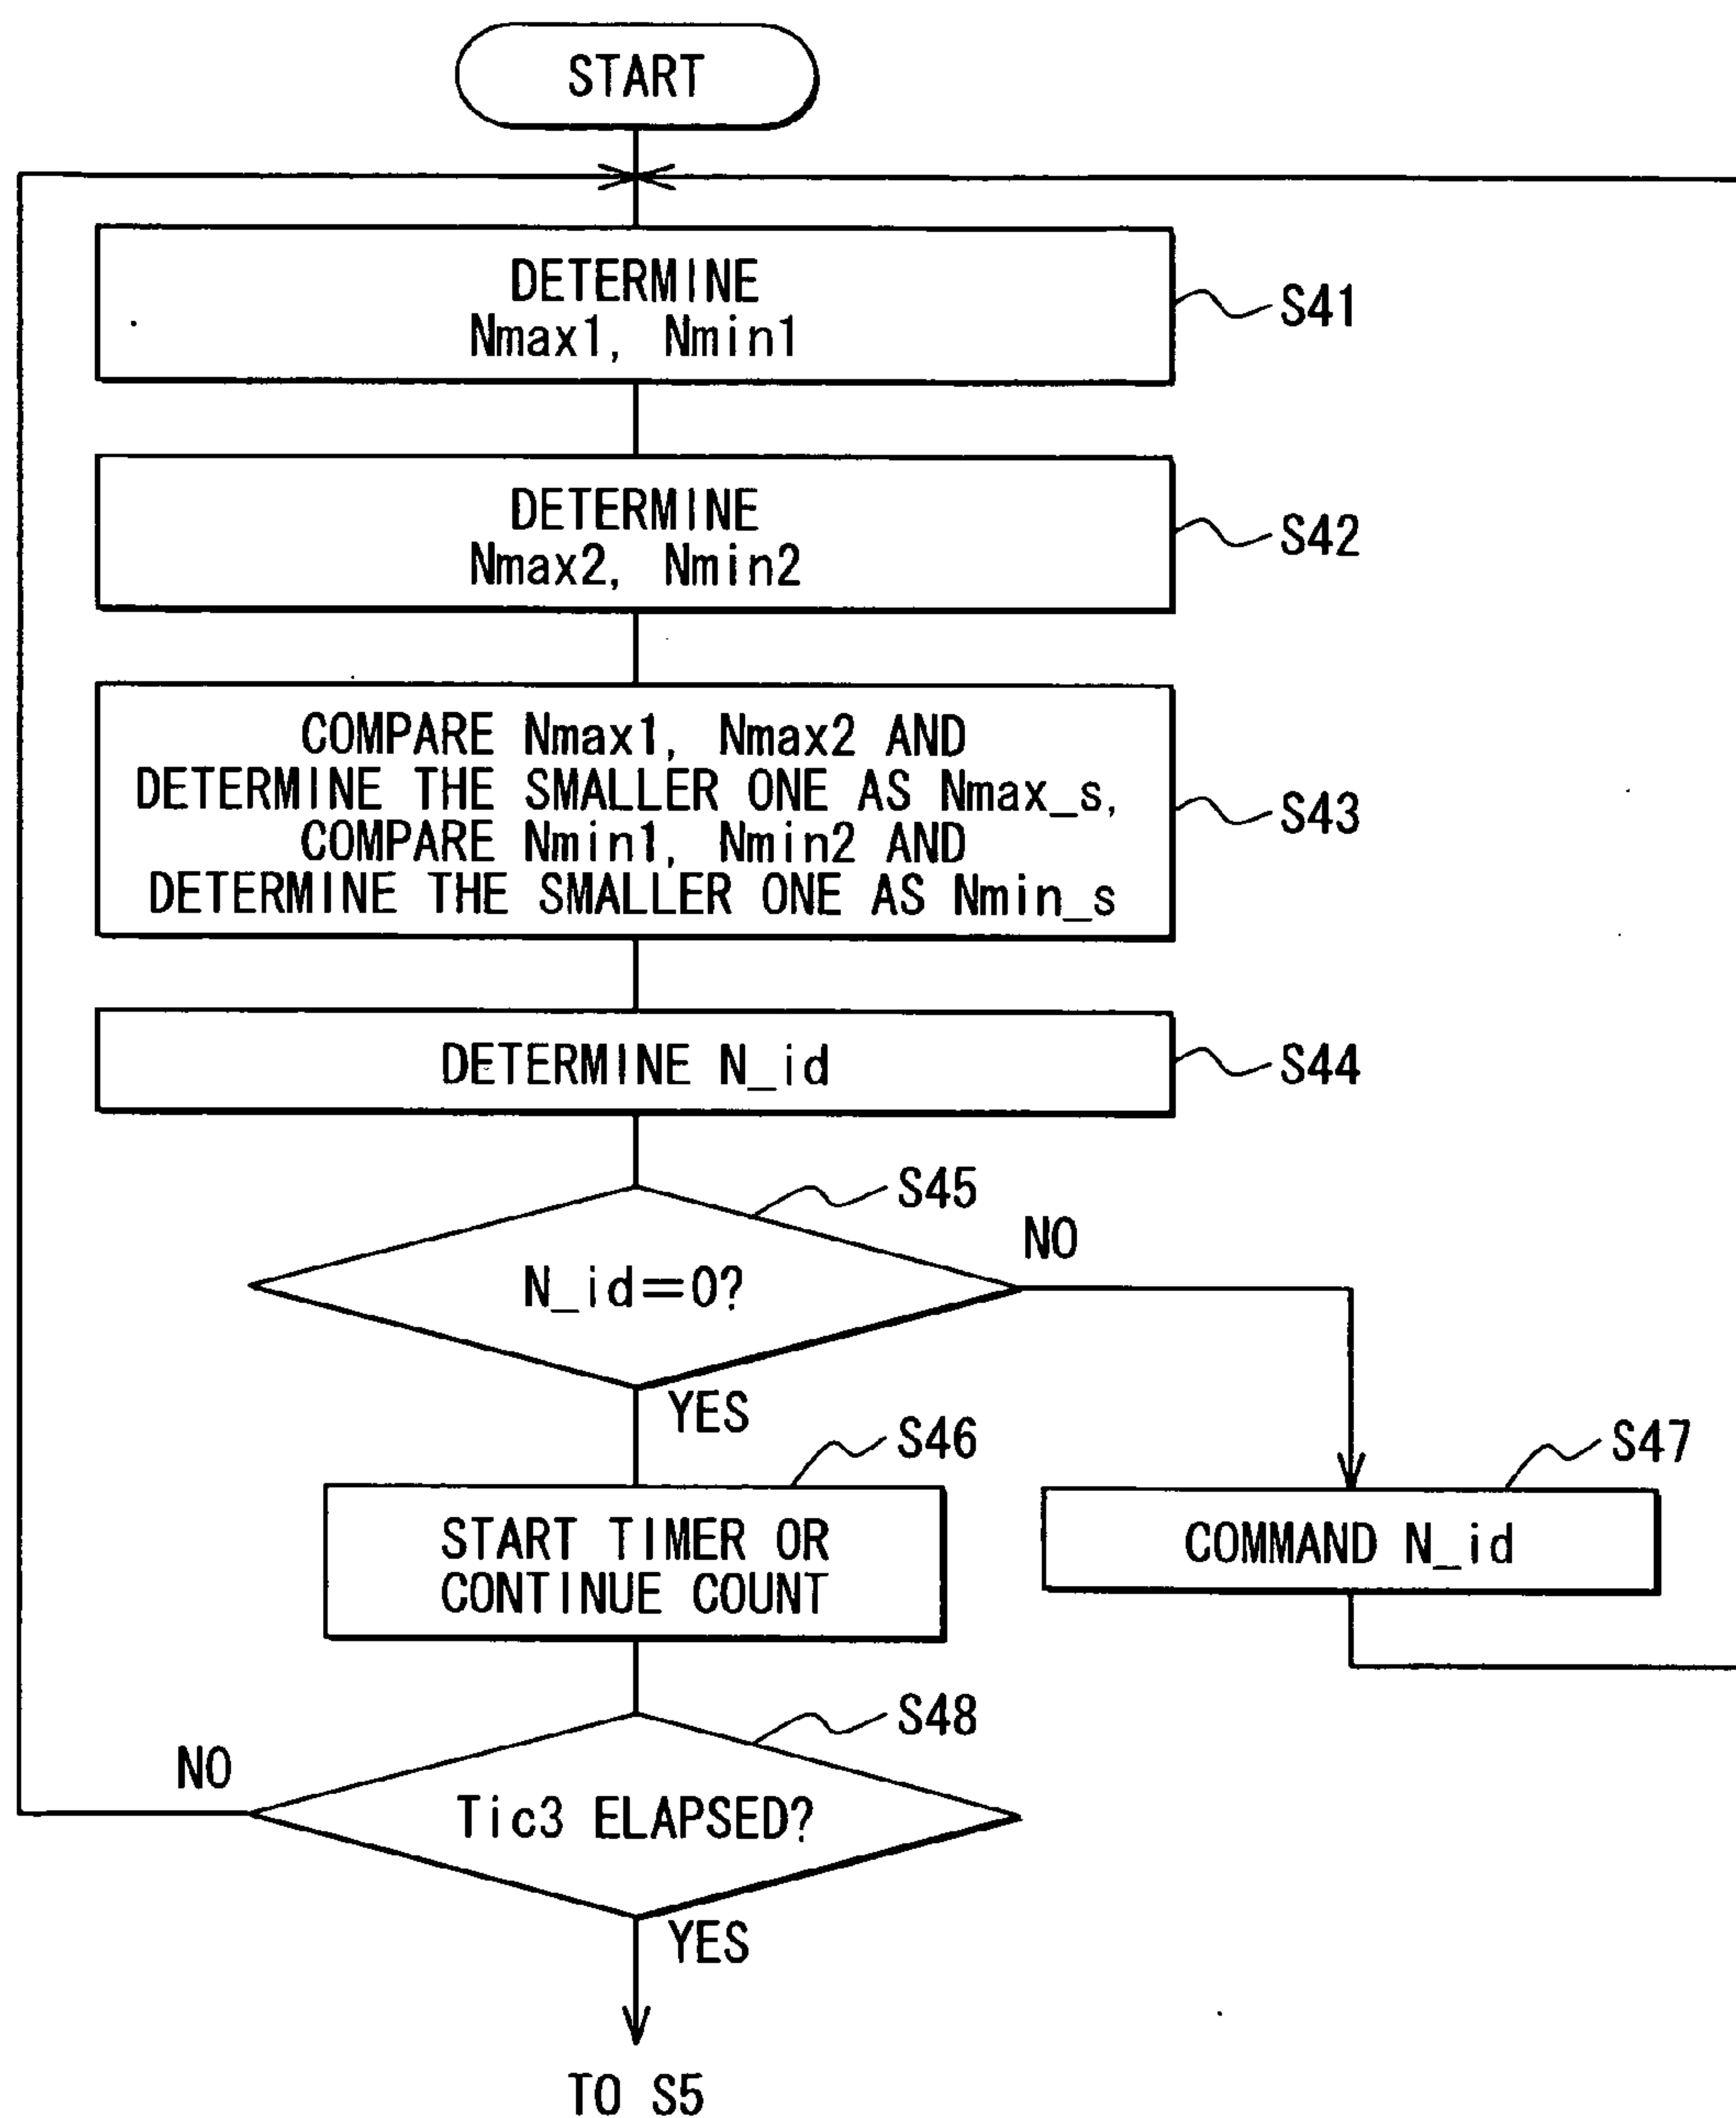 START
DETERMINE
Nmax1, Nmin1
S41
DETERMINE
Nmax2, Nmin2
S42
COMPARE Nmax1, Nmax2 AND
DETERMINE THE SMALLER ONE AS Nmax_s,
COMPARE Nmin1, Nmin2 AND
DETERMINE THE SMALLER ONE AS Nmin_s
S43
DETERMINE N_id
S44
S45
N_id=0?
NO
YES
S46
START TIMER OR
CONTINUE COUNT
S47
COMMAND N_id
S48
NO
Tic3 ELAPSED?
YES
TO S5